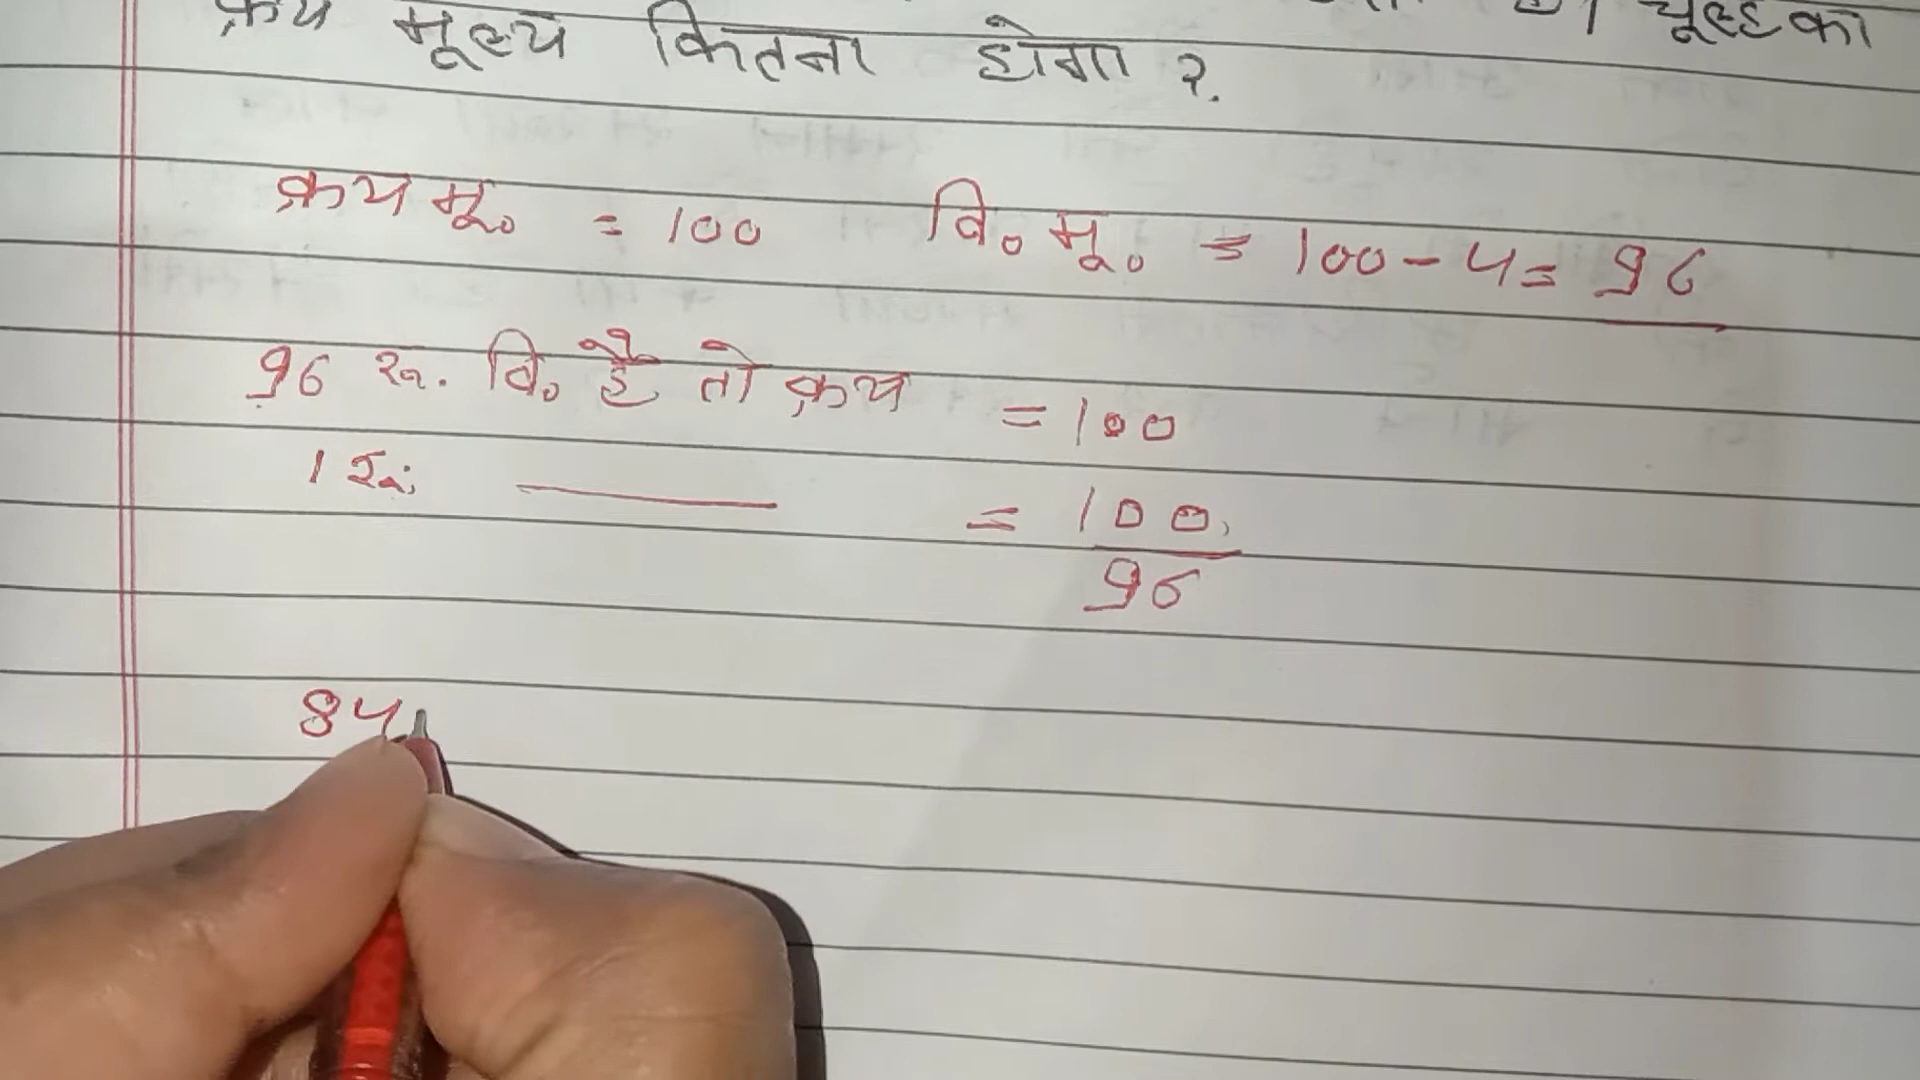 है। चूल्हे का
क्रय मूल्य कितना होगा ?.
क्रय मू० = 100 वि० मू० = 100 - 4 = 96
96 रू. वि० है तो क्रय = 100
1 रू. ——— = 100
96
84